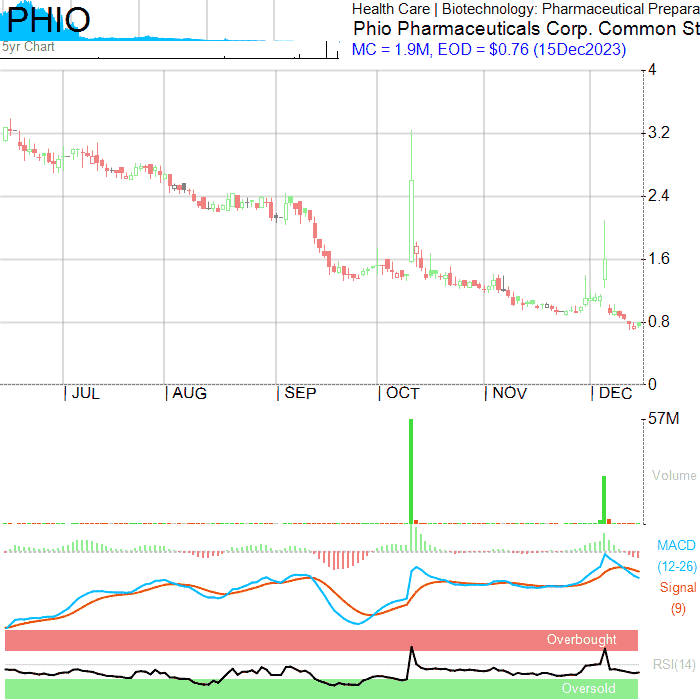 PHIO
5yr Chart
Health Care | Biotechnology: Pharmaceutical Prepara
Phio Pharmaceuticals Corp. Common St
MC = 1.9M, EOD = $0.76 (15Dec2023)
4
3.2
2.4
1.6
0.8
0
| JUL | AUG | SEP | OCT | NOV | DEC
57M
Volume
MACD
(12-26)
Signal
(9)
Overbought
RSI(14)
Oversold